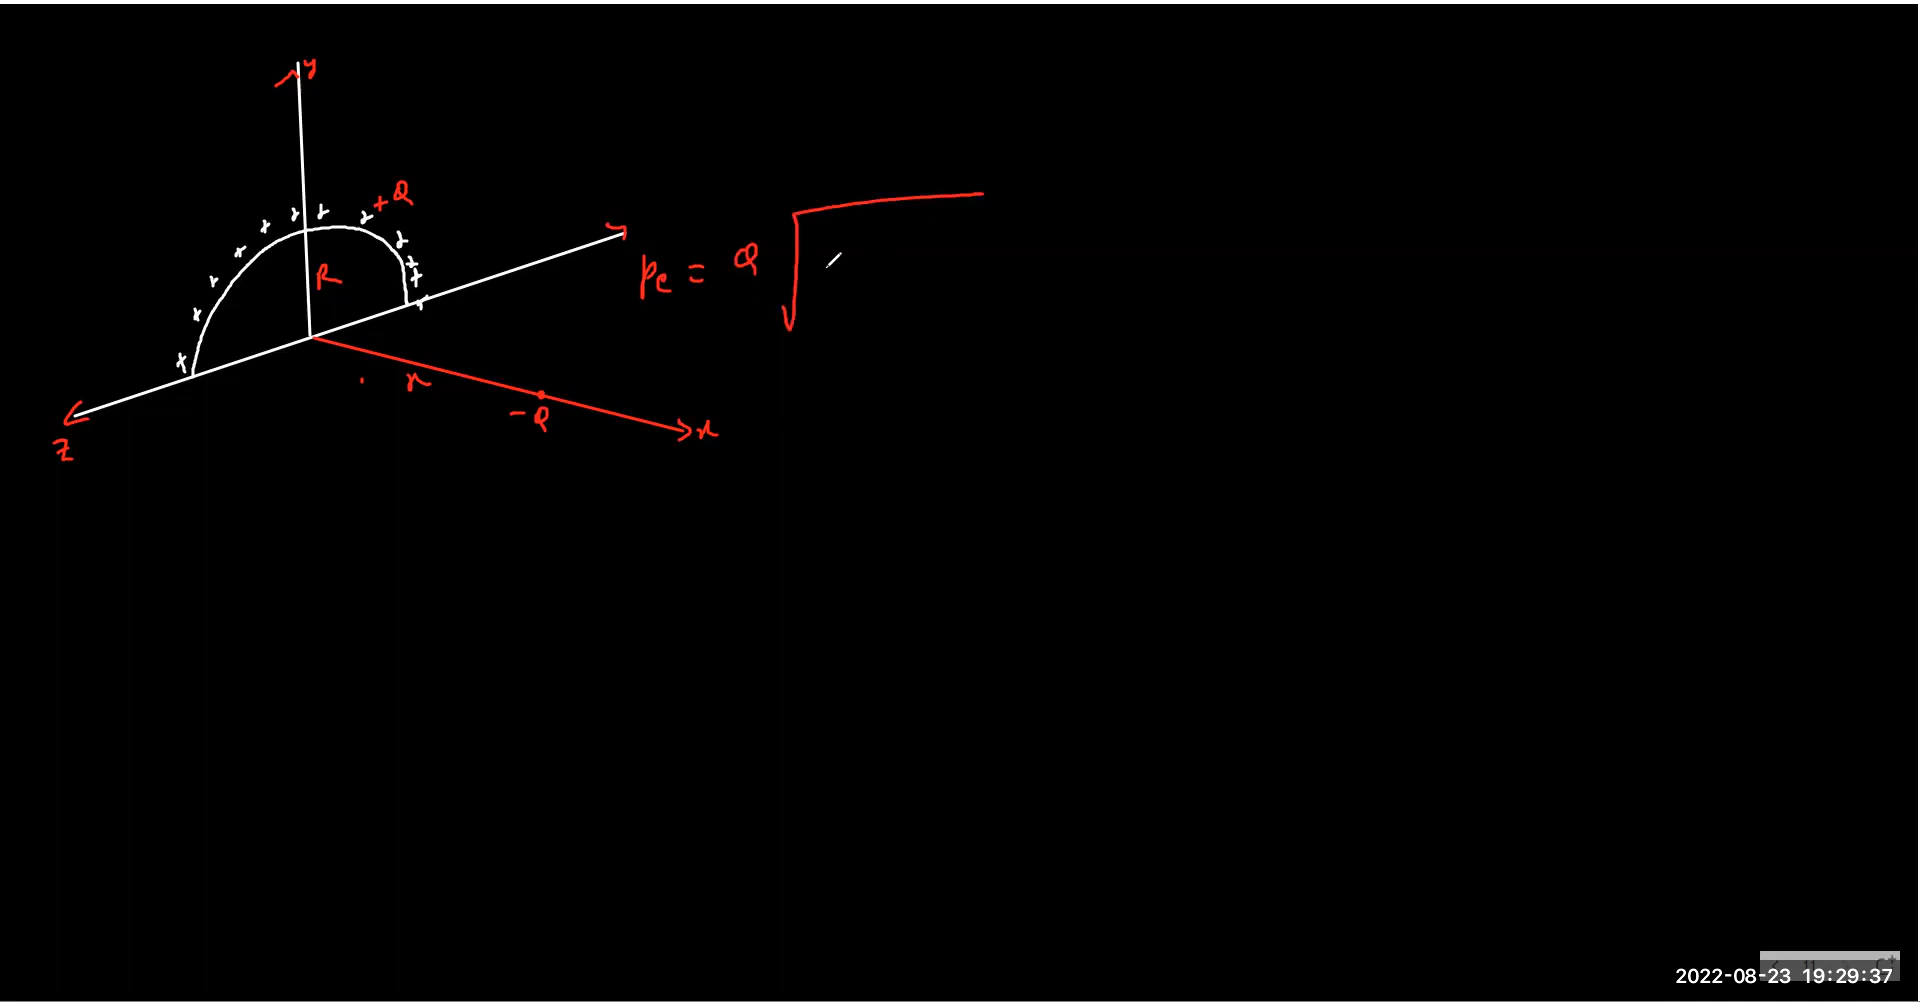 y
+Q
R
Pe = Q √
x
-Q
x
z
2022-08-23 19:29:37